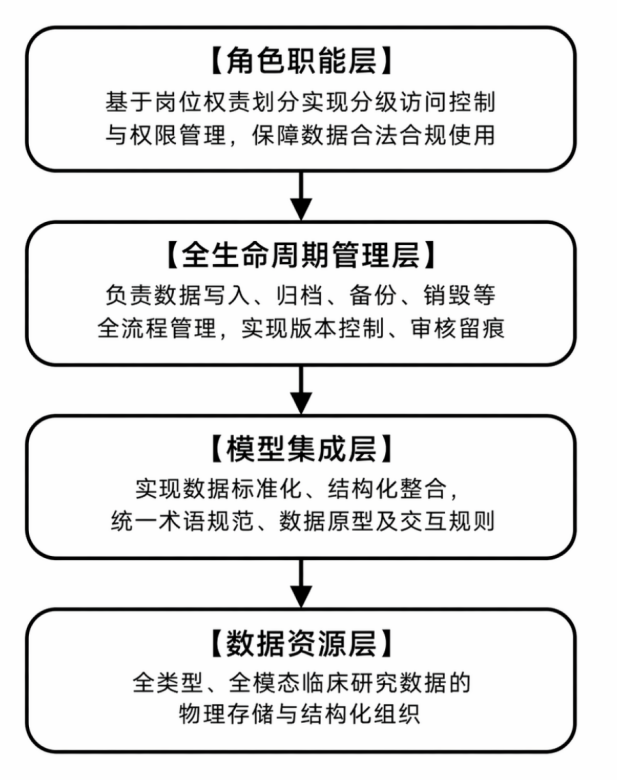 【角色职能层】
基于岗位权责划分实现分级访问控制
与权限管理，保障数据合法合规使用
【全生命周期管理层】
负责数据写入、归档、备份、销毁等
全流程管理，实现版本控制、审核留痕
【模型集成层】
实现数据标准化、结构化整合，
统一术语规范、数据原型及交互规则
【数据资源层】
全类型、全模态临床研究数据的
物理存储与结构化组织